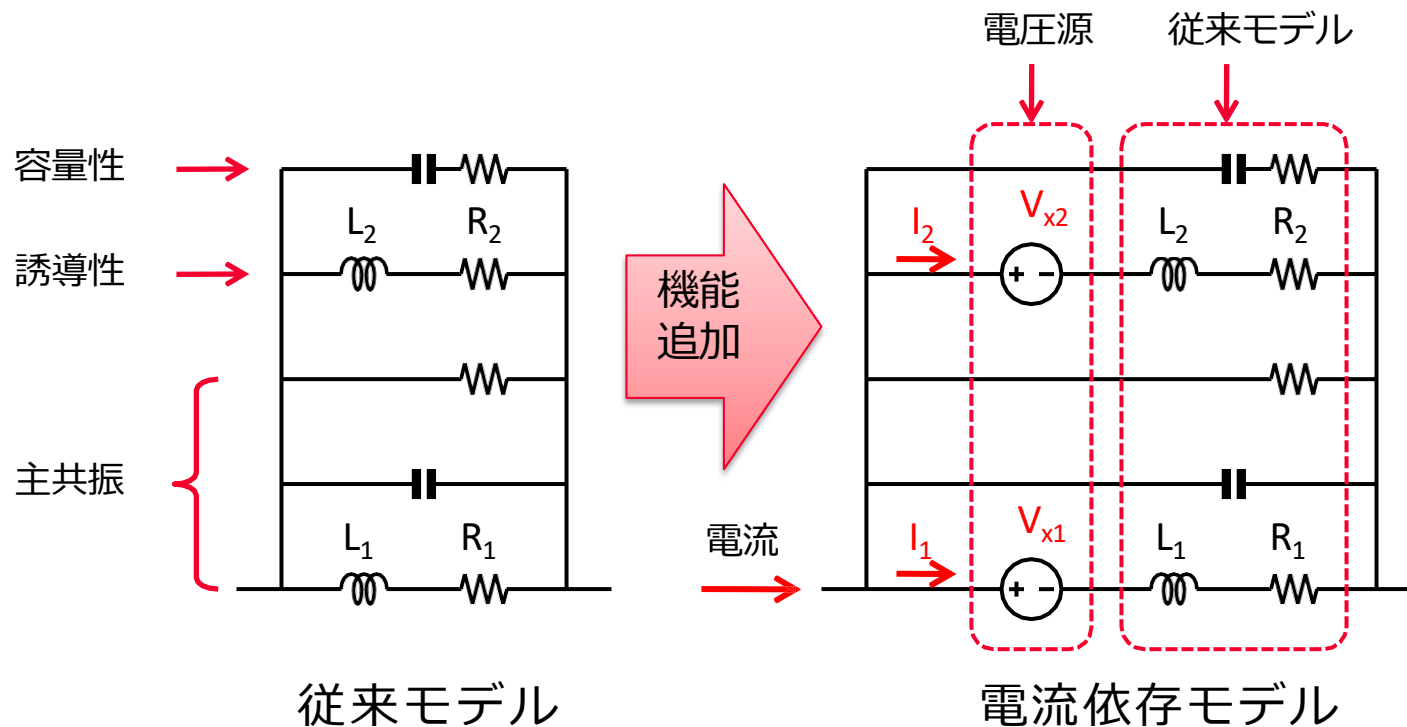 電圧源
従来モデル
容量性
L2 R2
誘導性
主共振
L1 R1
従来モデル
機能
追加
電流
I2
Vx2
+ -
L2 R2
I1
Vx1
+ -
L1 R1
電流依存モデル